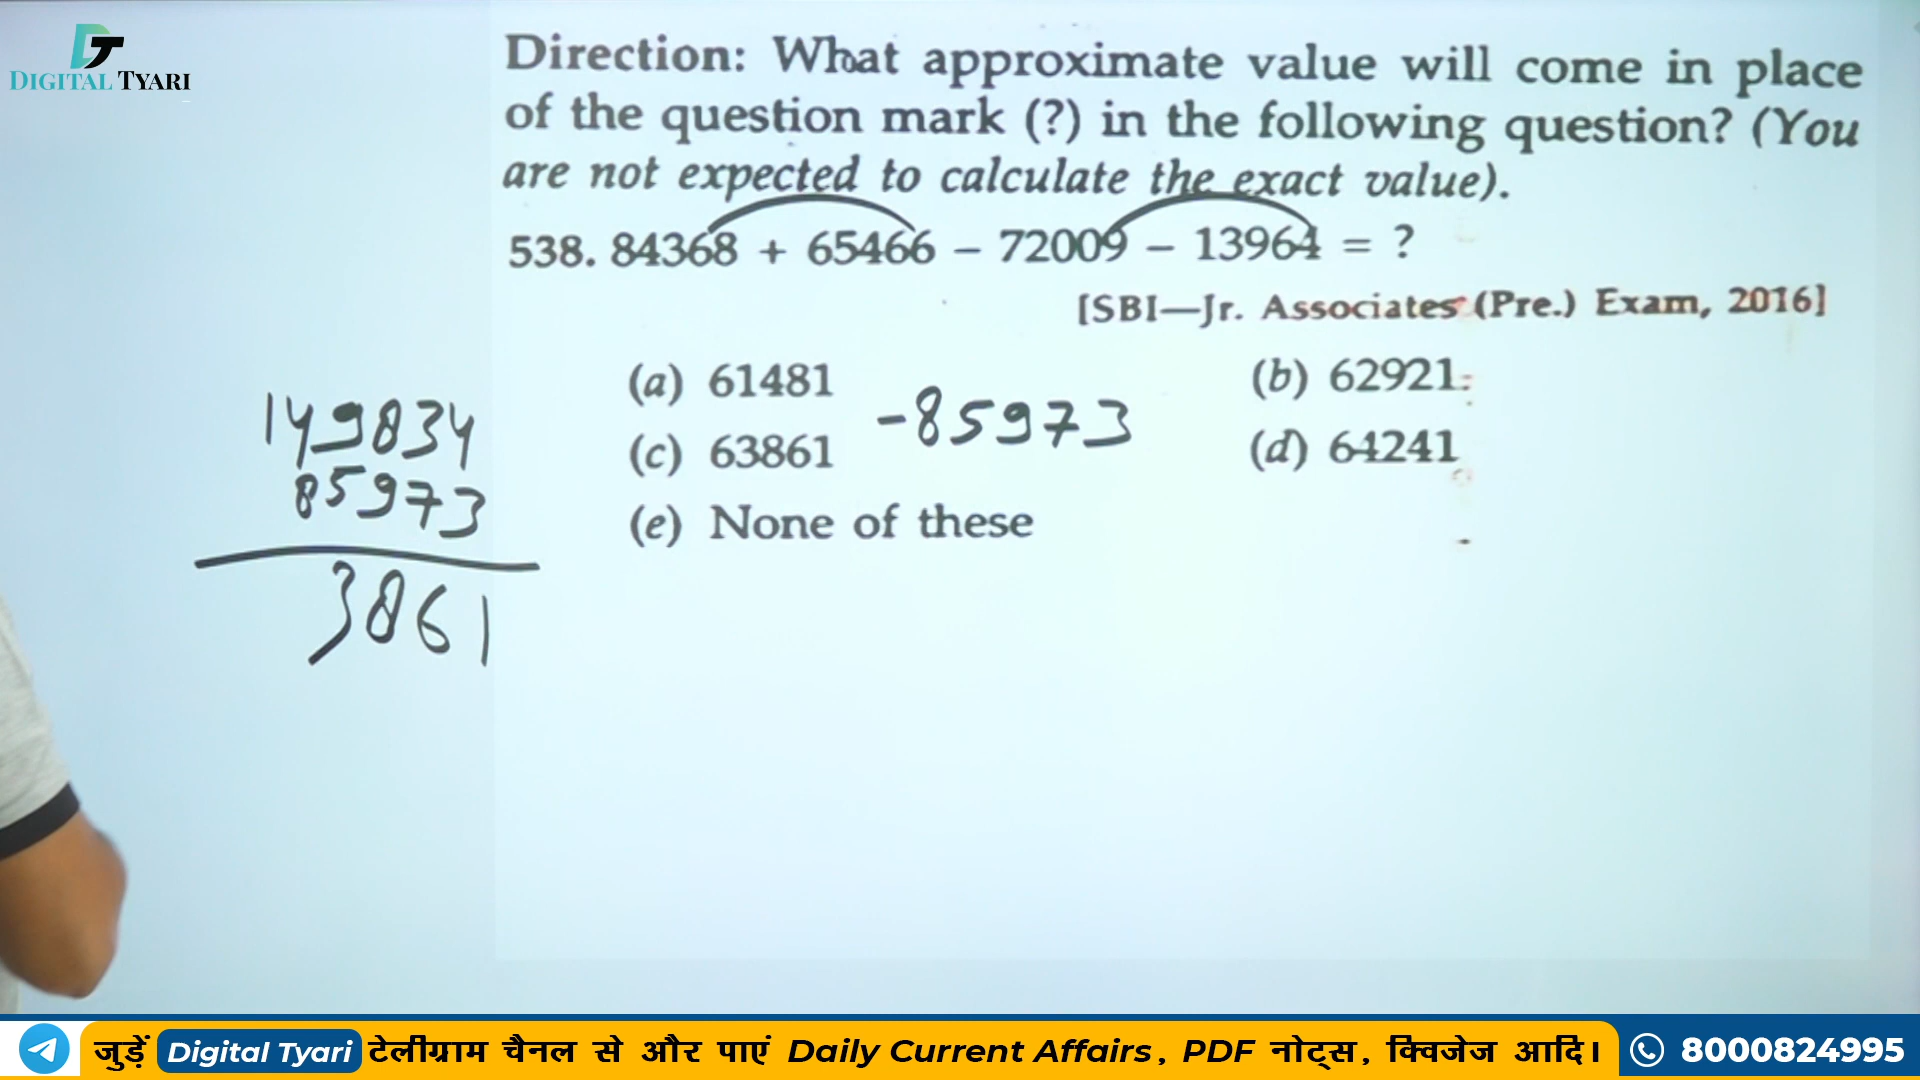 DT
DIGITAL TYARI
Direction: What approximate value will come in place
of the question mark (?) in the following question? (You
are not expected to calculate the exact value).
538. 84368 + 65466 – 72009 – 13964 = ?
[SBI—Jr. Associates (Pre.) Exam, 2016]
(a) 61481
(b) 62921
(c) 63861
(d) 64241
(e) None of these
-85973
149834
85973
3861
जुड़ें Digital Tyari टेलीग्राम चैनल से और पाएं Daily Current Affairs, PDF नोट्स, क्विजेज आदि।
8000824995